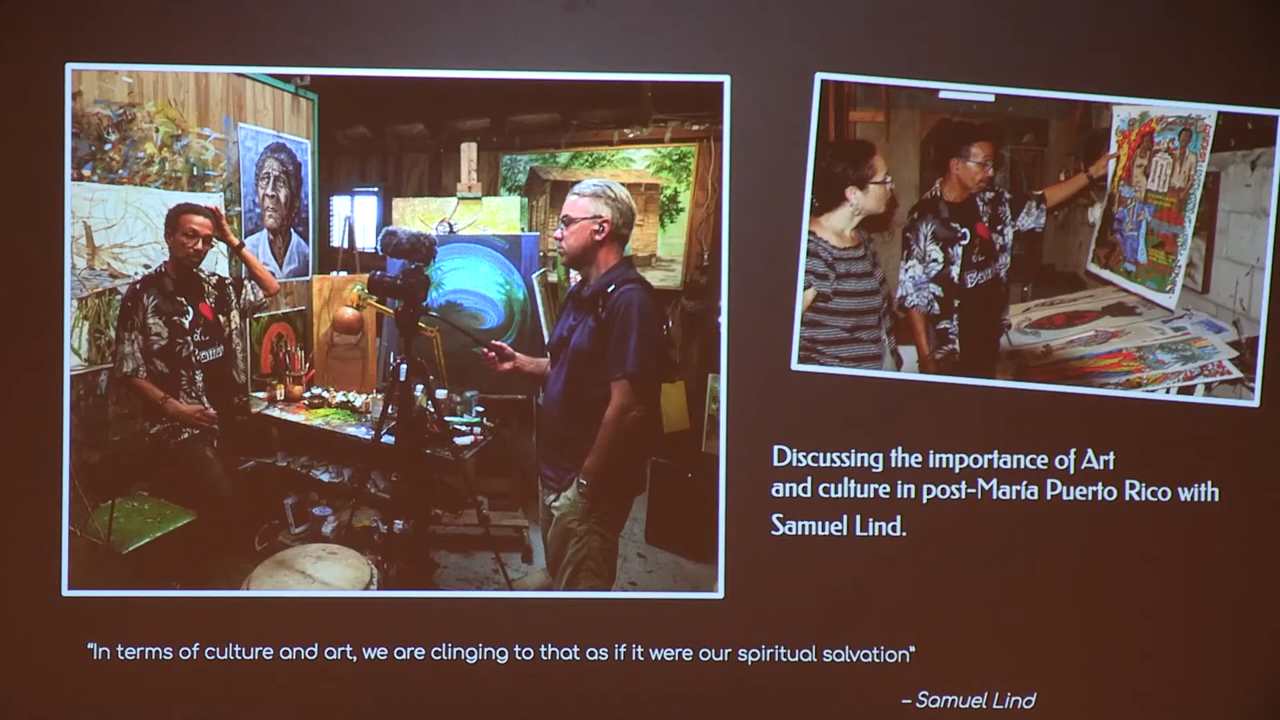 Discussing the importance of Art
and culture in post-María Puerto Rico with
Samuel Lind.
“In terms of culture and art, we are clinging to that as if it were our spiritual salvation”
– Samuel Lind